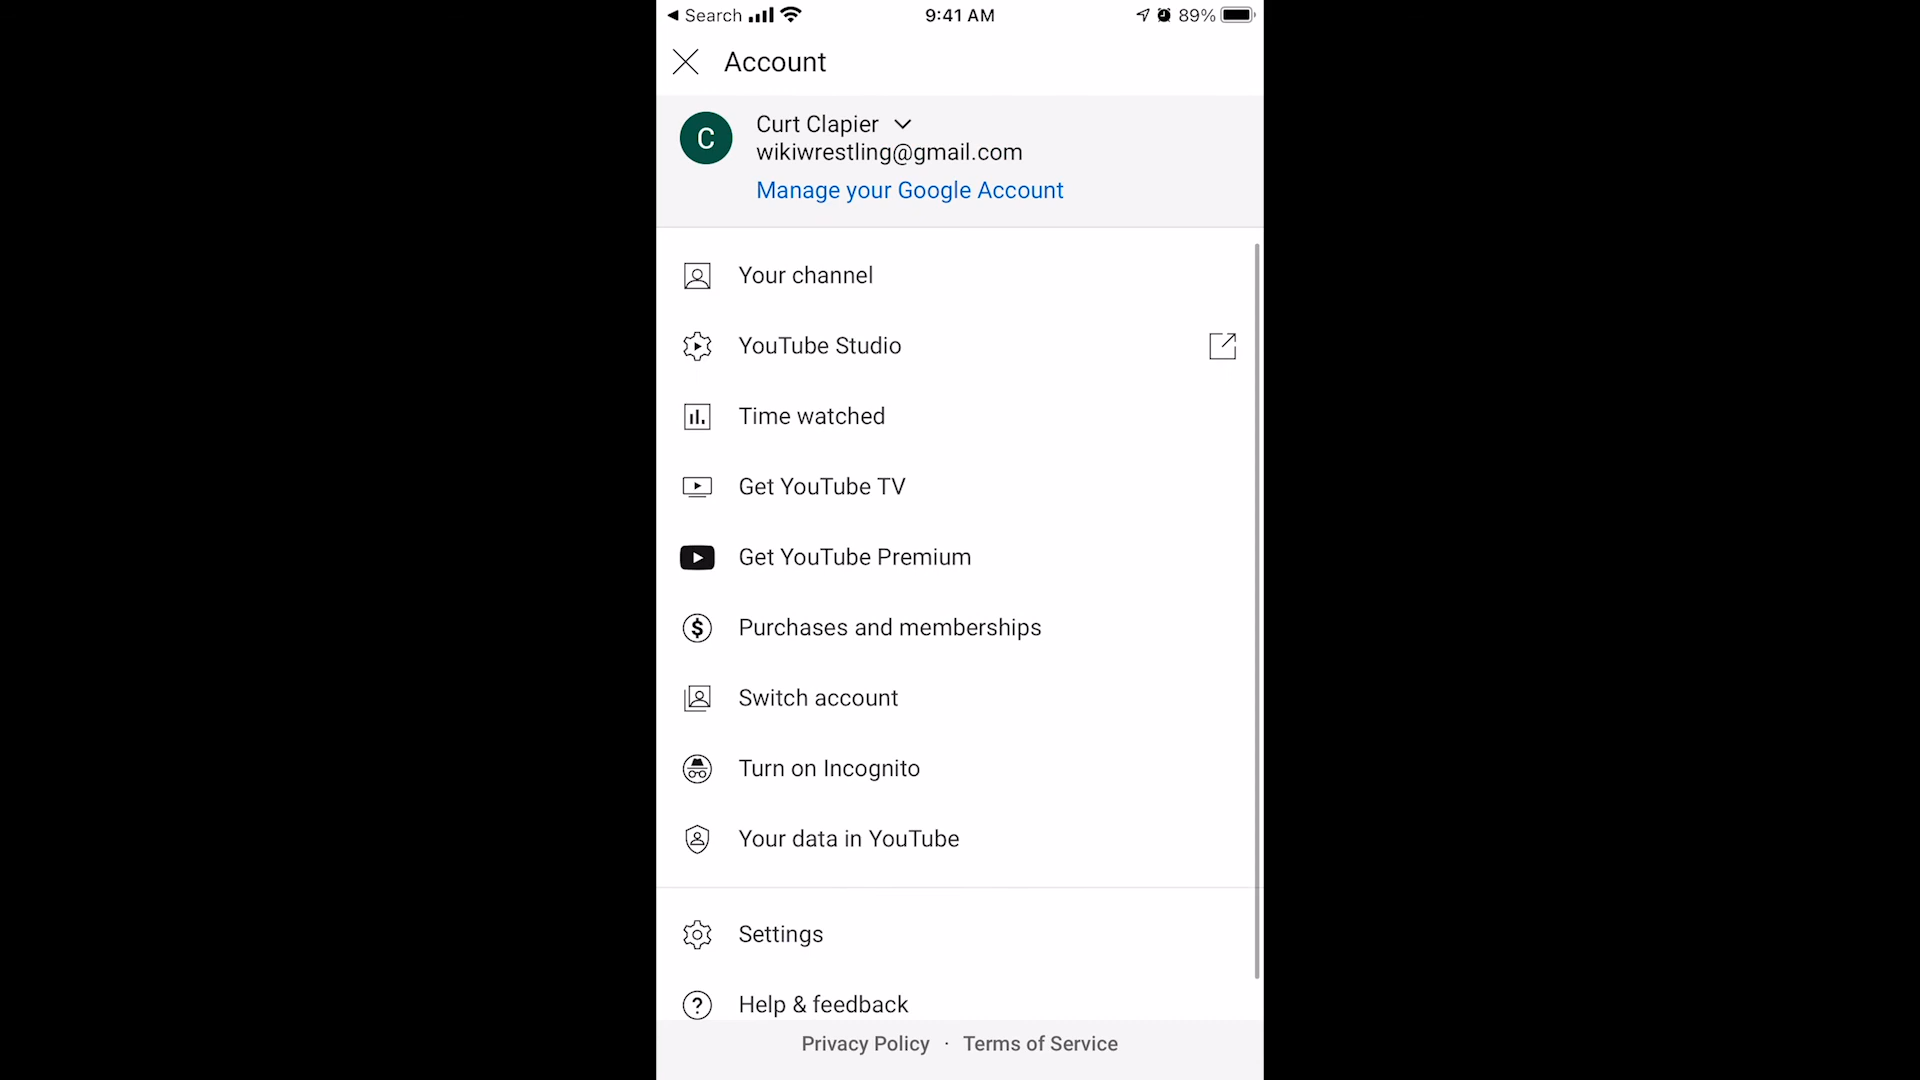 Search 9:41 AM 89%
Account
C
Curt Clapier
wikiwrestling@gmail.com
Manage your Google Account
Your channel
YouTube Studio
Time watched
Get YouTube TV
Get YouTube Premium
$ Purchases and memberships
Switch account
Turn on Incognito
Your data in YouTube
Settings
? Help & feedback
Privacy Policy · Terms of Service